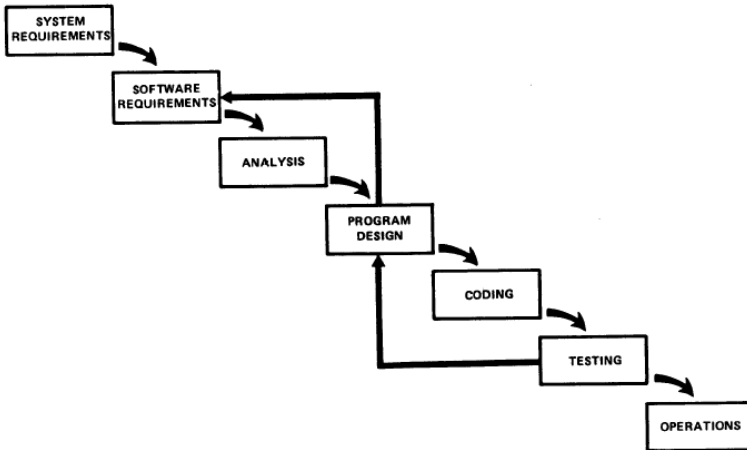 SYSTEM
REQUIREMENTS
SOFTWARE
REQUIREMENTS
ANALYSIS
PROGRAM
DESIGN
CODING
TESTING
OPERATIONS